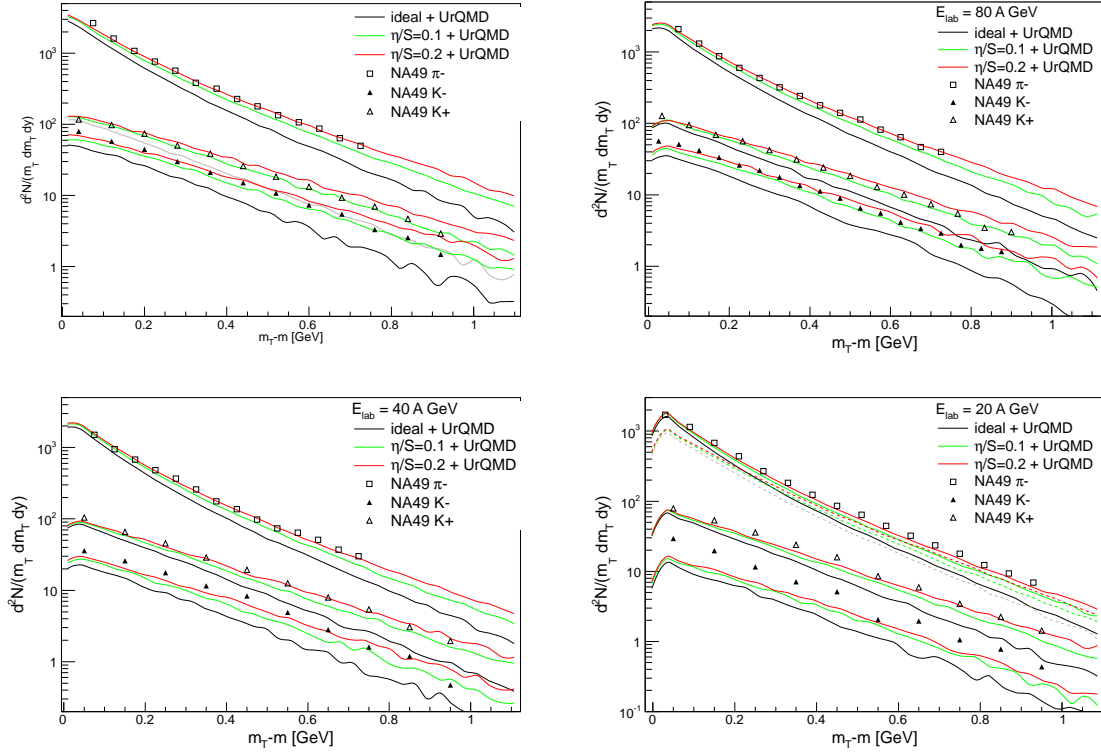 ideal + UrQMD
η/S=0.1 + UrQMD
η/S=0.2 + UrQMD
NA49 π-
NA49 K-
NA49 K+
d²N/(m_T dm_T dy)
10³
10²
10
1
0 0.2 0.4 0.6 0.8 1
m_T-m [GeV]
E_lab = 80 A GeV
ideal + UrQMD
η/S=0.1 + UrQMD
η/S=0.2 + UrQMD
NA49 π-
NA49 K-
NA49 K+
d²N/(m_T dm_T dy)
10³
10²
10
1
0 0.2 0.4 0.6 0.8 1
m_T-m [GeV]
E_lab = 40 A GeV
ideal + UrQMD
η/S=0.1 + UrQMD
η/S=0.2 + UrQMD
NA49 π-
NA49 K-
NA49 K+
d²N/(m_T dm_T dy)
10³
10²
10
1
0 0.2 0.4 0.6 0.8 1
m_T-m [GeV]
E_lab = 20 A GeV
ideal + UrQMD
η/S=0.1 + UrQMD
η/S=0.2 + UrQMD
NA49 π-
NA49 K-
NA49 K+
d²N/(m_T dm_T dy)
10³
10²
10
1
10⁻¹
0 0.2 0.4 0.6 0.8 1
m_T-m [GeV]